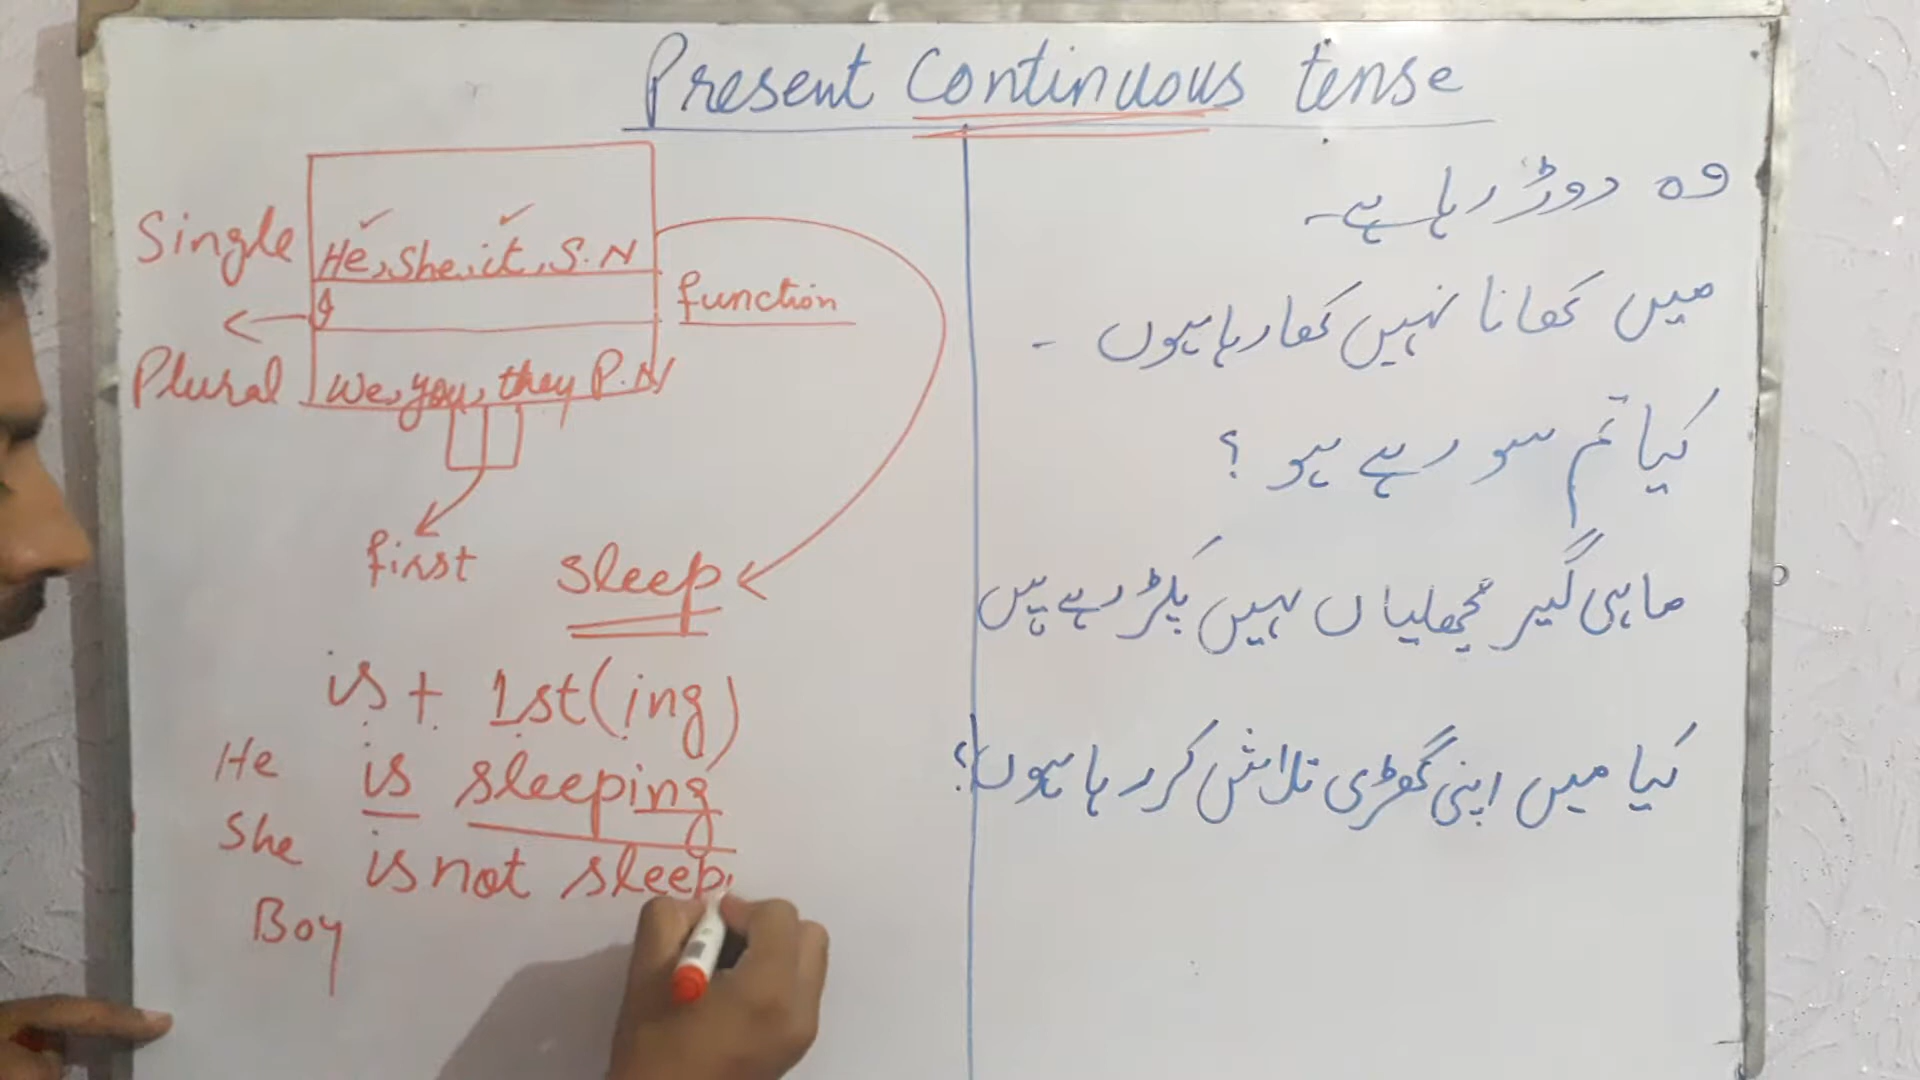 Present Continuous tense
Single
He, She, it, S.N
I
function
Plural
We, you, they P.N
first
sleep
is + 1st (ing)
He is sleeping
She is not sleep
Boy
وہ دوڑ رہا ہے۔
میں کھانا نہیں کھا رہا ہوں ۔
کیا تم سو رہے ہو ؟
ماہی گیر مچھلیاں نہیں پکڑ رہے ہیں
کیا میں اپنی گھڑی تلاش کر رہا ہوں؟